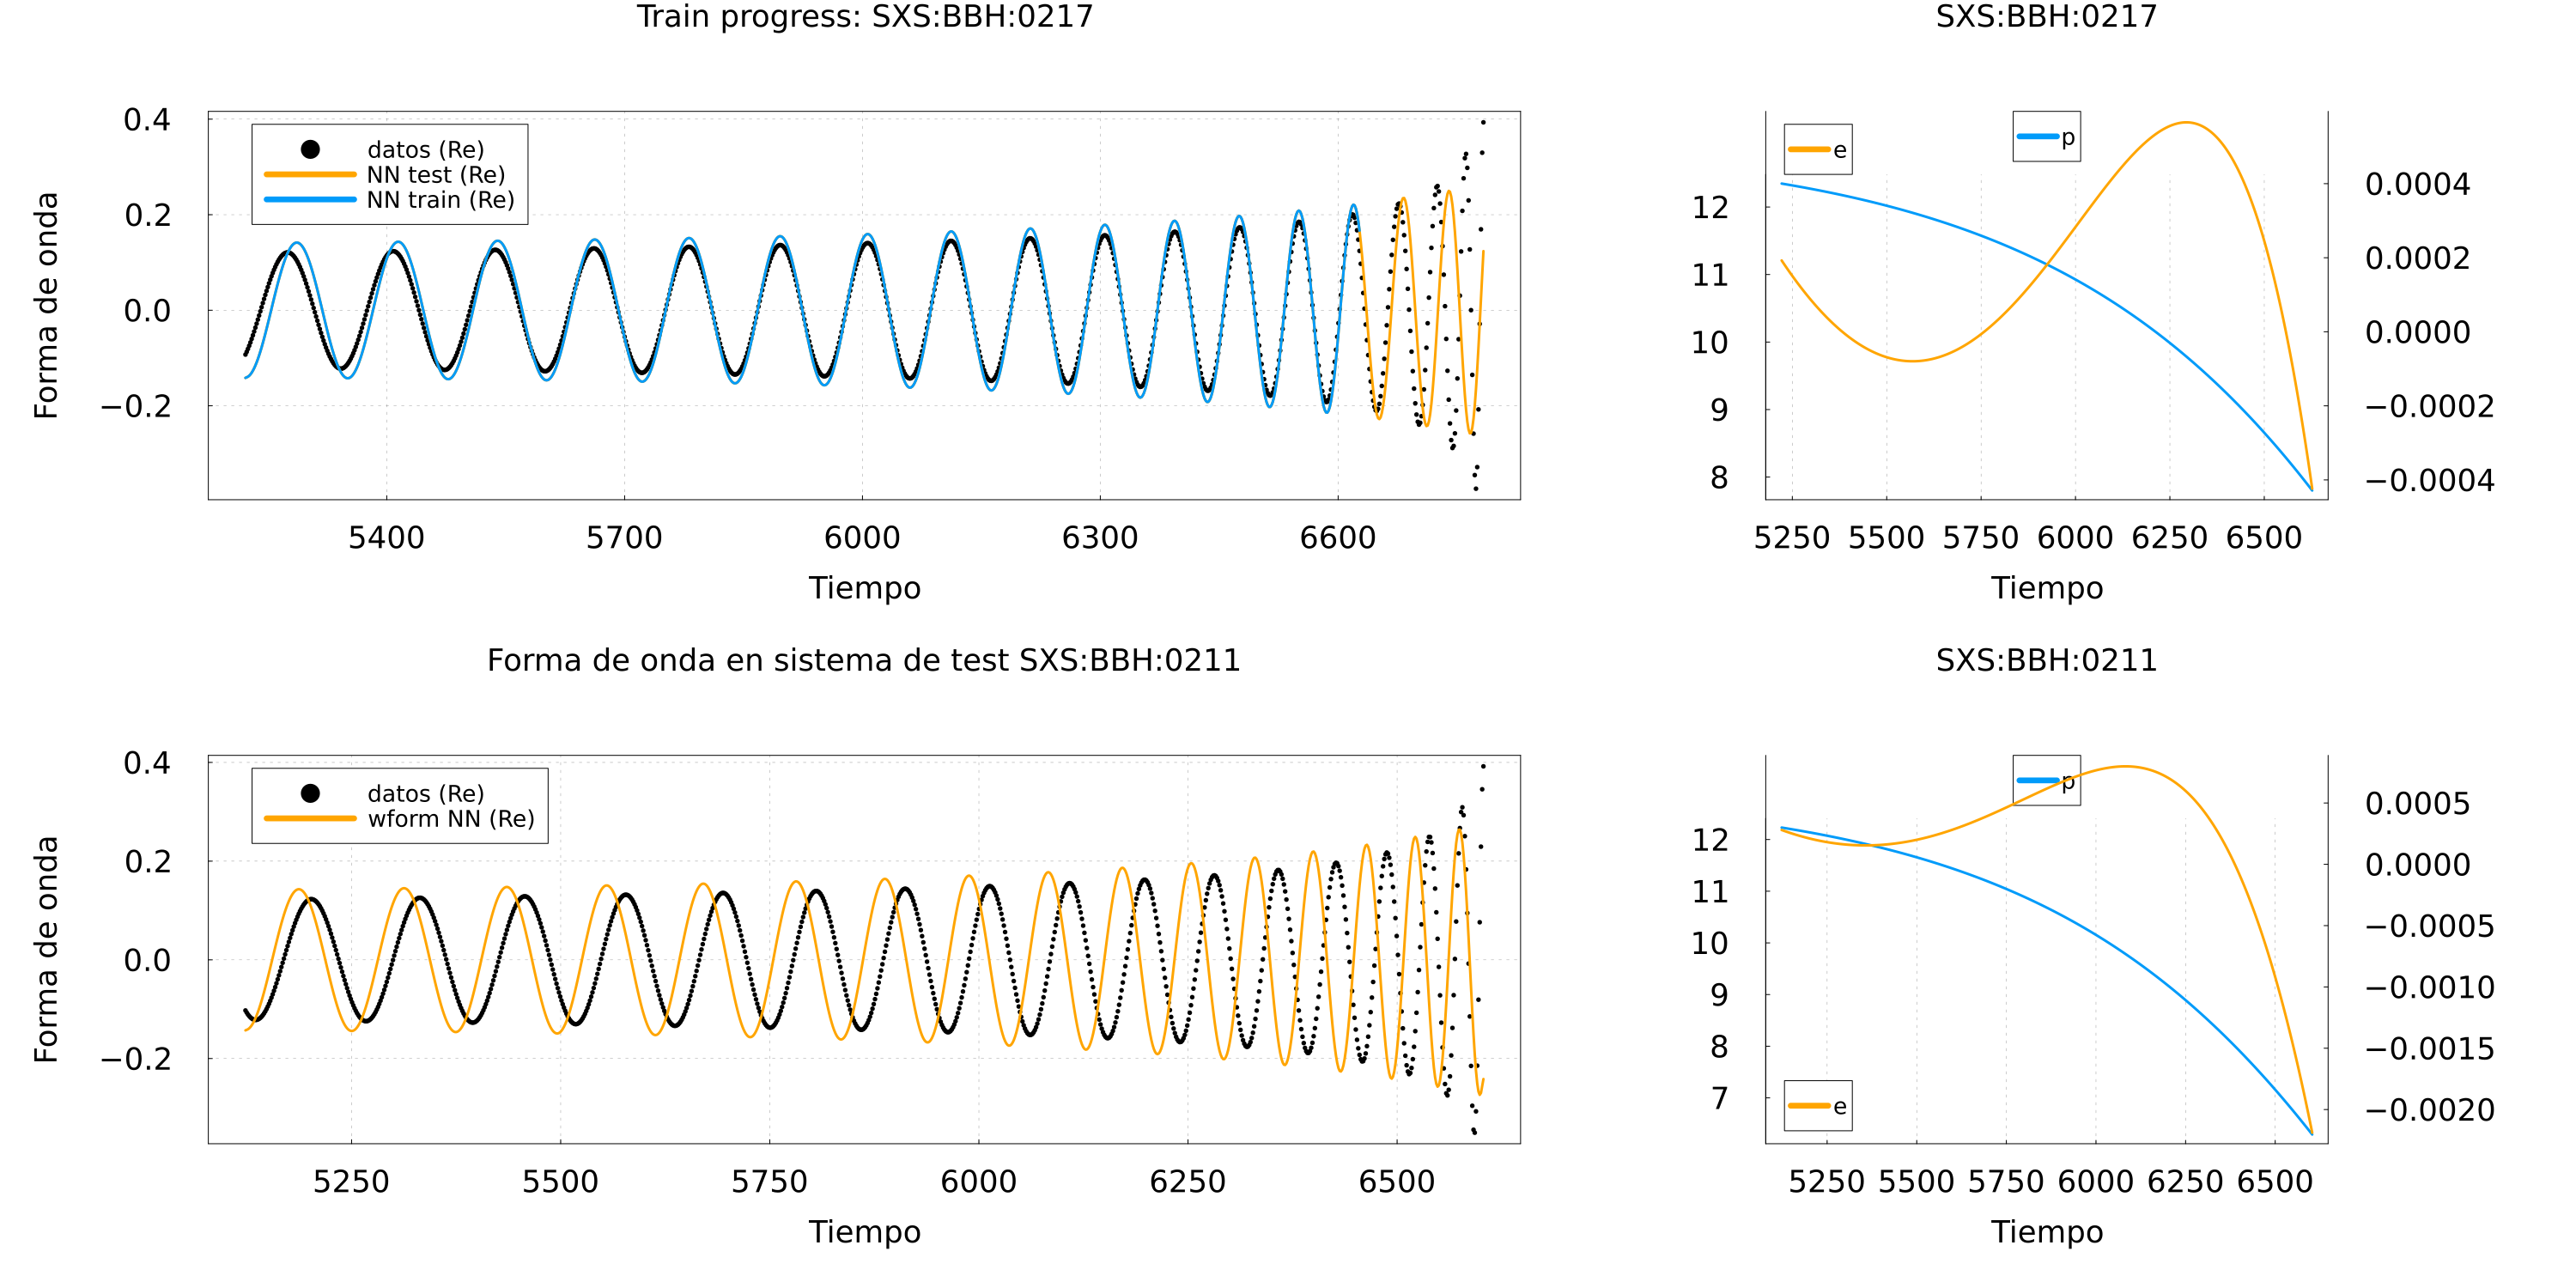 Train progress: SXS:BBH:0217
Forma de onda
0.4
0.2
0.0
−0.2
datos (Re)
NN test (Re)
NN train (Re)
5400 5700 6000 6300 6600
Tiempo
SXS:BBH:0217
e
p
12
11
10
9
8
0.0004
0.0002
0.0000
−0.0002
−0.0004
5250 5500 5750 6000 6250 6500
Tiempo
Forma de onda en sistema de test SXS:BBH:0211
Forma de onda
0.4
0.2
0.0
−0.2
datos (Re)
wform NN (Re)
5250 5500 5750 6000 6250 6500
Tiempo
SXS:BBH:0211
p
e
12
11
10
9
8
7
0.0005
0.0000
−0.0005
−0.0010
−0.0015
−0.0020
5250 5500 5750 6000 6250 6500
Tiempo